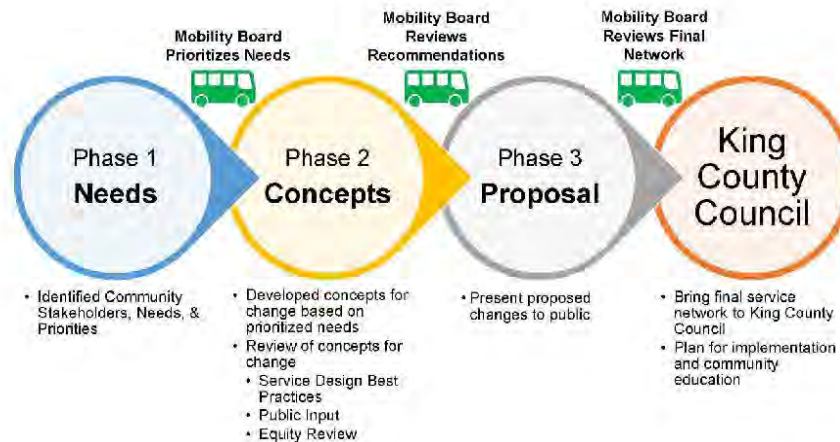 Mobility Board
Prioritizes Needs
Mobility Board
Reviews
Recommendations
Mobility Board
Reviews Final
Network
Phase 1
Needs
Phase 2
Concepts
Phase 3
Proposal
King
County
Council
• Identified Community
Stakeholders, Needs, &
Priorities
• Developed concepts for
change based on
prioritized needs
• Review of concepts for
change
• Service Design Best
Practices
• Public Input
• Equity Review
• Present proposed
changes to public
• Bring final service
network to King County
Council
• Plan for implementation
and community
education